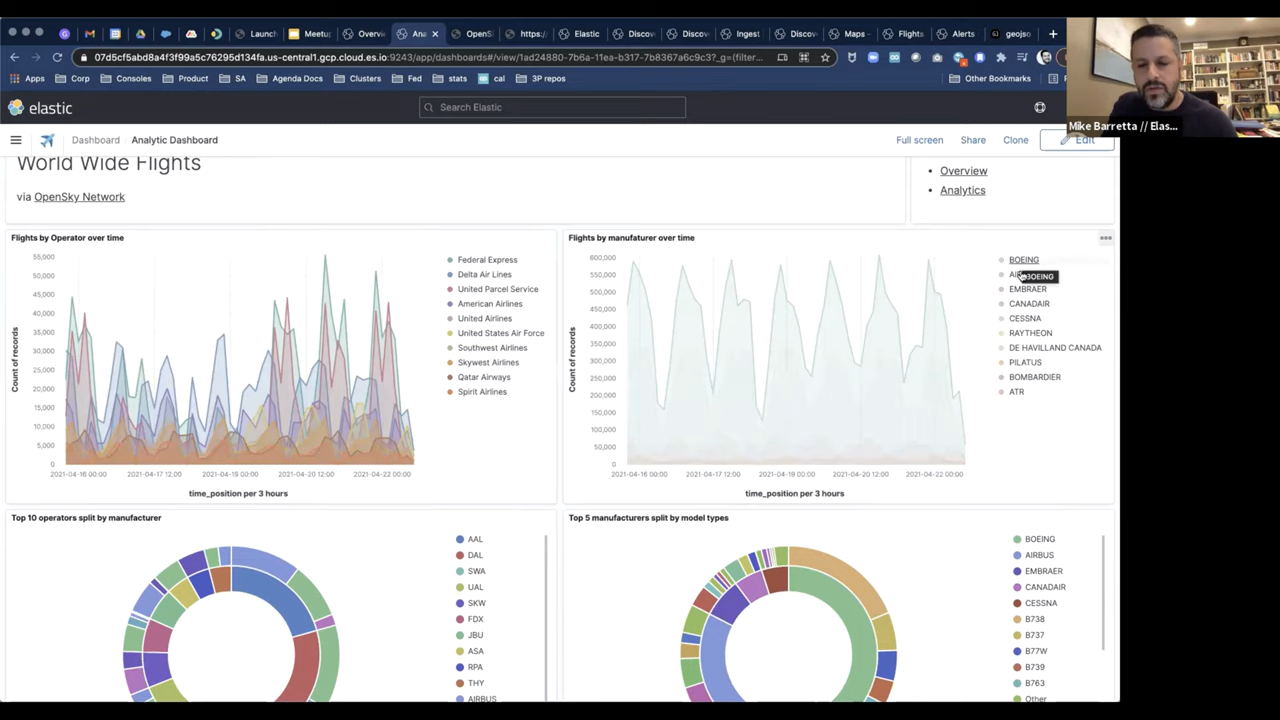 Launch
Meetup
Overvi
Ana
OpenS
https:/
Elastic
Discov
Discov
Ingest
Discov
Maps -
Flights
Alerts
geojso
07d5cf5abd8a4f3f99a5c76235d134fa.us-central1.gcp.cloud.es.io:9243/app/dashboards#/view/1ad24880-7b6a-11ea-b317-7b8367a6c9c3?_g=(filter...
Apps
Corp
Consoles
Product
SA
Agenda Docs
Clusters
Fed
stats
cal
3P repos
Other Bookmarks
elastic
Search Elastic
Mike Barretta // Elas...
Dashboard
Analytic Dashboard
Full screen
Share
Clone
Edit
World Wide Flights
via OpenSky Network
• Overview
• Analytics
Flights by Operator over time
55,000
50,000
45,000
40,000
35,000
30,000
25,000
20,000
15,000
10,000
5,000
0
Count of records
2021-04-16 00:00
2021-04-17 12:00
2021-04-19 00:00
2021-04-20 12:00
2021-04-22 00:00
time_position per 3 hours
Federal Express
Delta Air Lines
United Parcel Service
American Airlines
United Airlines
United States Air Force
Southwest Airlines
Skywest Airlines
Qatar Airways
Spirit Airlines
Flights by manufaturer over time
600,000
550,000
500,000
450,000
400,000
350,000
300,000
250,000
200,000
150,000
100,000
50,000
0
Count of records
2021-04-16 00:00
2021-04-17 12:00
2021-04-19 00:00
2021-04-20 12:00
2021-04-22 00:00
time_position per 3 hours
BOEING
BOEING
EMBRAER
CANADAIR
CESSNA
RAYTHEON
DE HAVILLAND CANADA
PILATUS
BOMBARDIER
ATR
Top 10 operators split by manufacturer
AAL
DAL
SWA
UAL
SKW
FDX
JBU
ASA
RPA
THY
AIRBUS
Top 5 manufacturers split by model types
BOEING
AIRBUS
EMBRAER
CANADAIR
CESSNA
B738
B737
B77W
B739
B763
Other